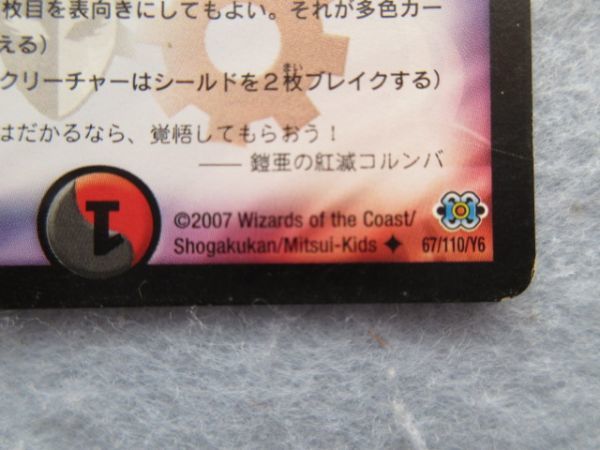 枚目を表向きにしてもよい。それが多色カー
える)
クリーチャーはシールドを2枚ブレイクする)
はだかるなら、覚悟してもらおう!
—— 鎧亜の紅滅コルンバ
1
©2007 Wizards of the Coast/
Shogakukan/Mitsui-Kids
67/110/Y6